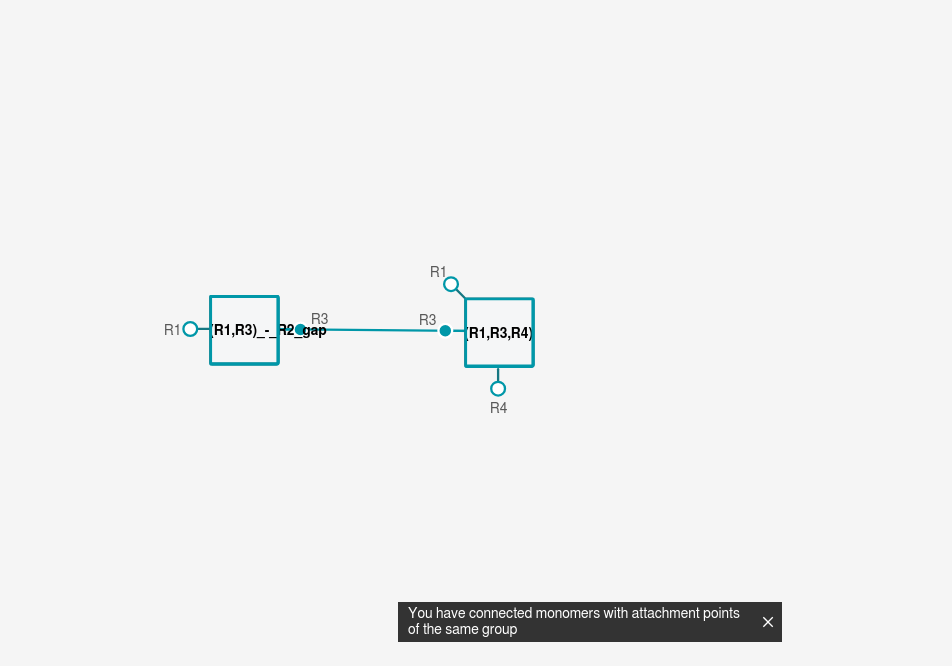 R1
R3
R3
R1
(R1,R3)_-_R2_gap
(R1,R3,R4)
R4
You have connected monomers with attachment points
of the same group